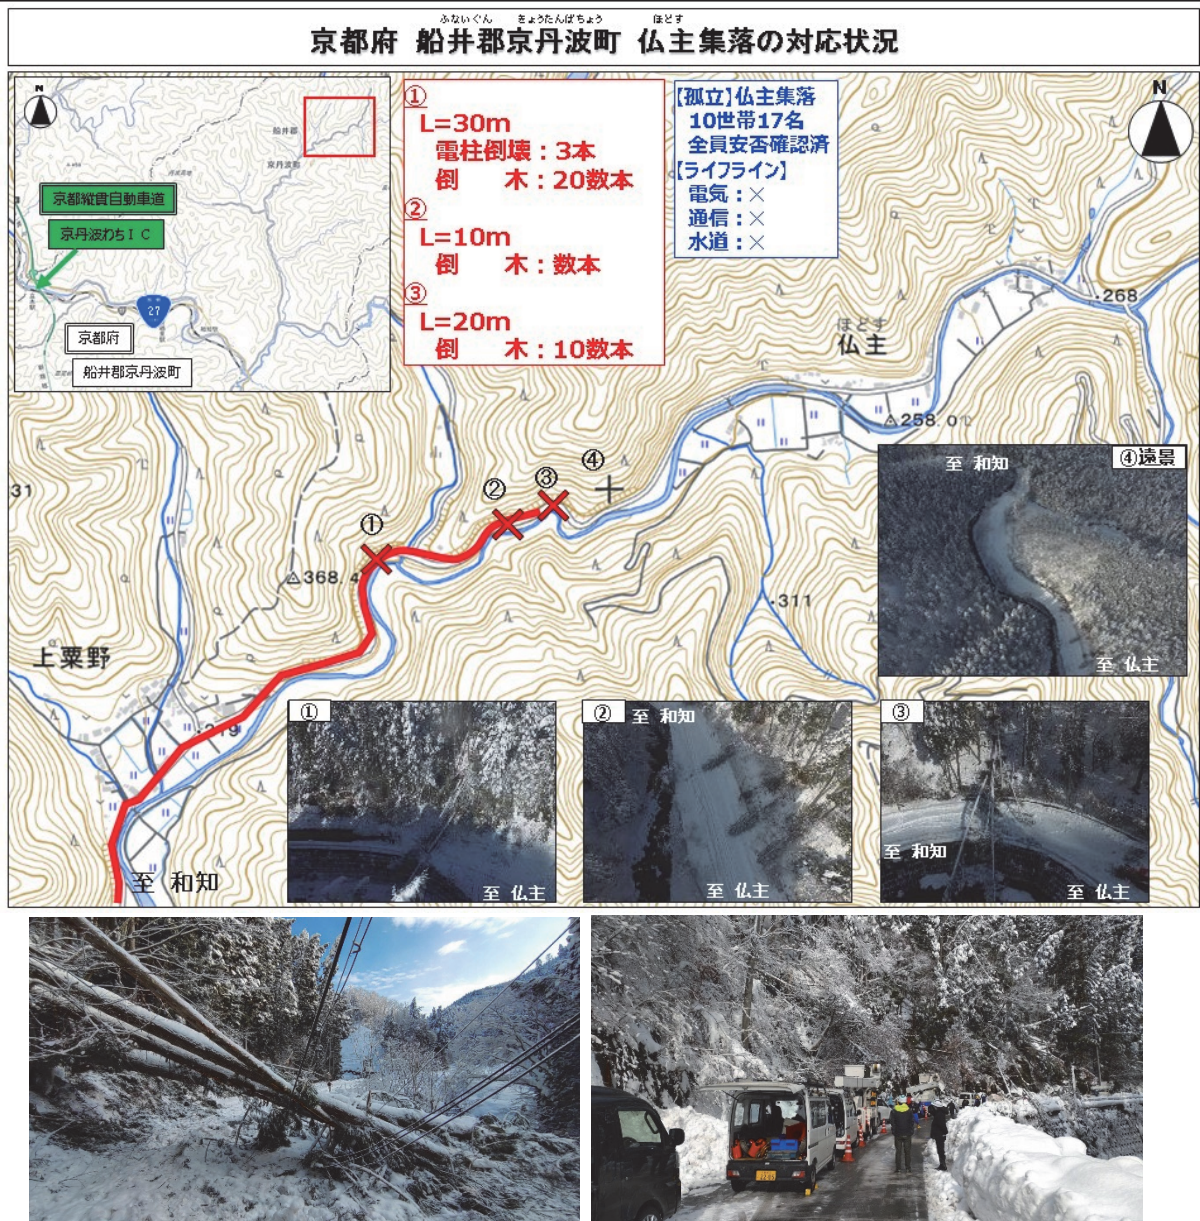 ふないぐん きょうたんばちょう ほどす
京都府 船井郡京丹波町 仏主集落の対応状況
N
船井郡
京丹波町
京都縦貫自動車道
京丹波わちIC
27
京都府
船井郡京丹波町
①
L=30m
電柱倒壊：3本
倒 木：20数本
②
L=10m
倒 木：数本
③
L=20m
倒 木：10数本
【孤立】仏主集落
10世帯17名
全員安否確認済
【ライフライン】
電気：×
通信：×
水道：×
N
268
ほどす
仏主
258.0
31
①
②
③
④
368.4
311
上粟野
219
至 和知
④遠景
至 和知
至 仏主
①
至 仏主
②
至 和知
至 仏主
③
至 和知
至 仏主